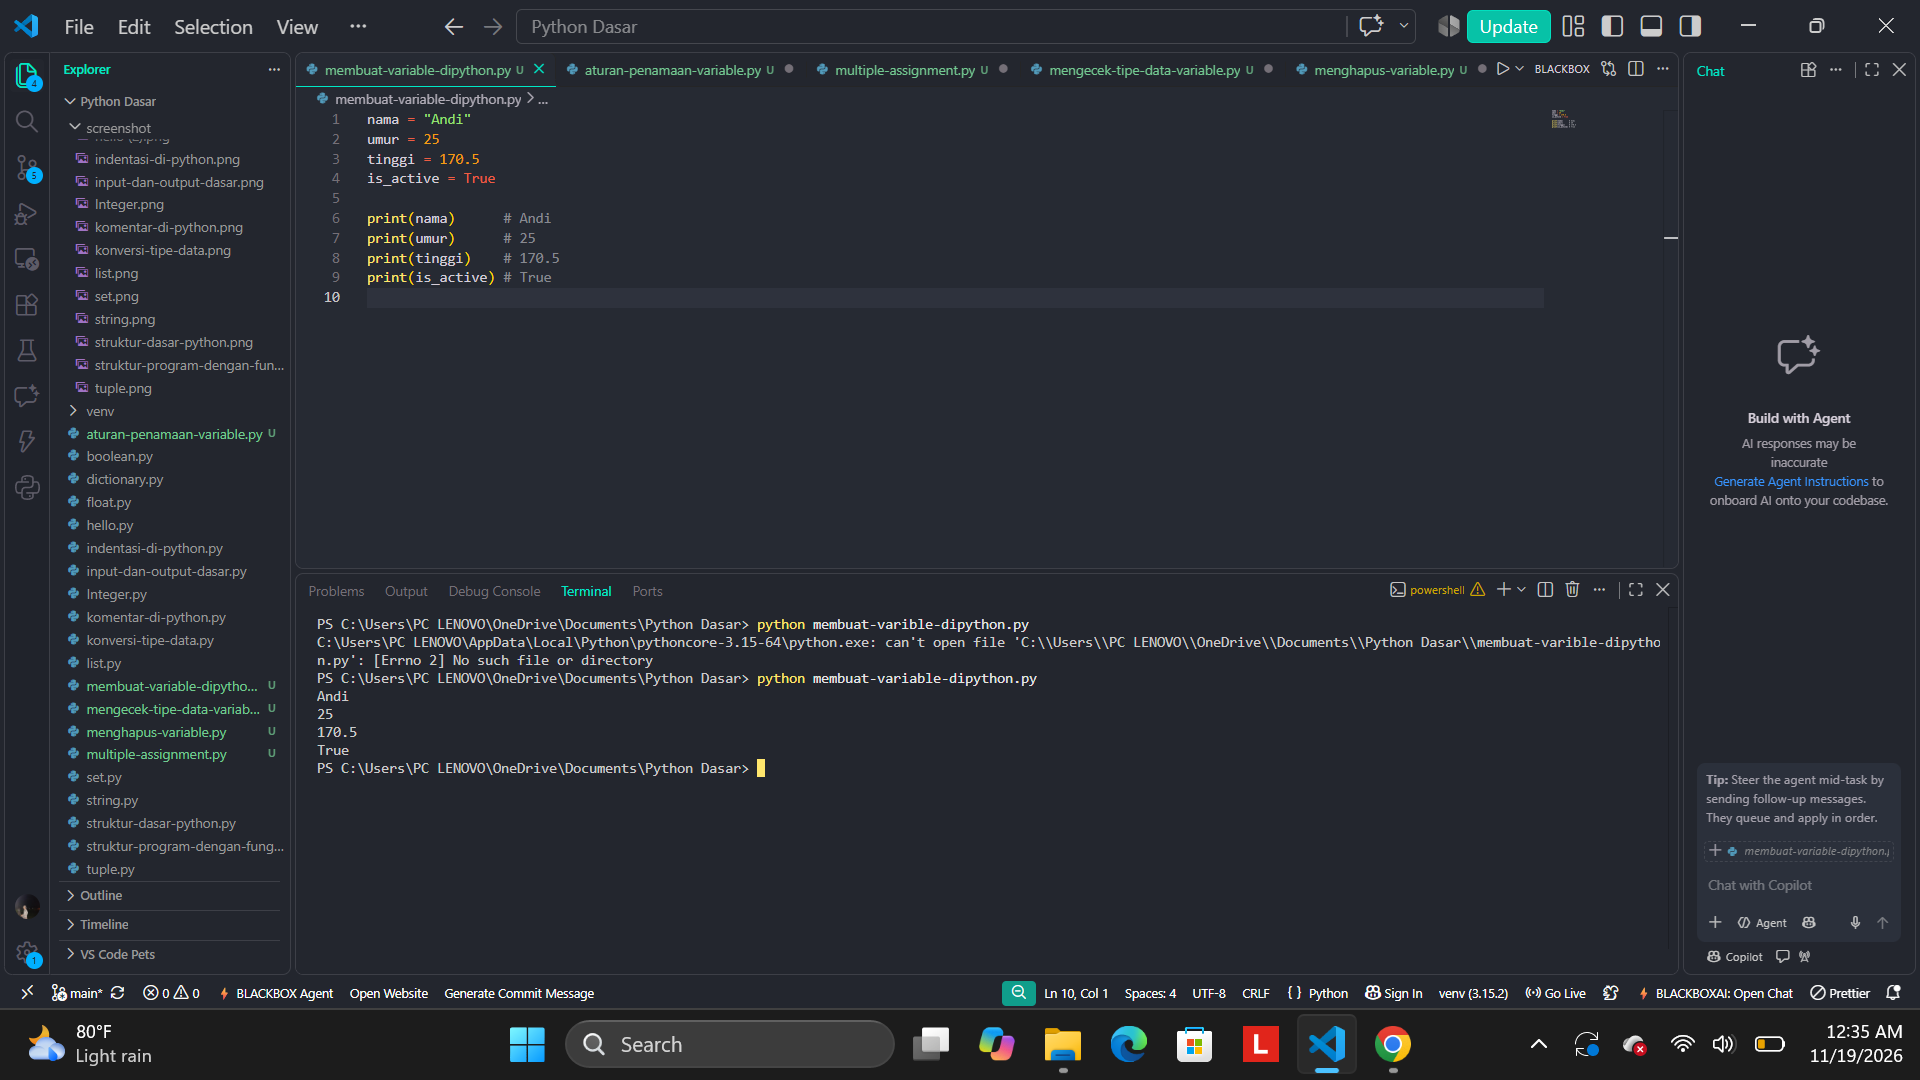 File Edit Selection View ··· Python Dasar Update
Explorer
Python Dasar
screenshot
indentasi-di-python.png
input-dan-output-dasar.png
Integer.png
komentar-di-python.png
konversi-tipe-data.png
list.png
set.png
string.png
struktur-dasar-python.png
struktur-program-dengan-fun...
tuple.png
venv
aturan-penamaan-variable.py U
boolean.py
dictionary.py
float.py
hello.py
indentasi-di-python.py
input-dan-output-dasar.py
Integer.py
komentar-di-python.py
konversi-tipe-data.py
list.py
membuat-variable-dipytho... U
mengecek-tipe-data-variab... U
menghapus-variable.py U
multiple-assignment.py U
set.py
string.py
struktur-dasar-python.py
struktur-program-dengan-fung...
tuple.py
Outline
Timeline
VS Code Pets
4
5
1
membuat-variable-dipython.py U aturan-penamaan-variable.py U multiple-assignment.py U mengecek-tipe-data-variable.py U menghapus-variable.py U BLACKBOX
membuat-variable-dipython.py > ...
1 nama = "Andi"
2 umur = 25
3 tinggi = 170.5
4 is_active = True
5
6 print(nama)      # Andi
7 print(umur)      # 25
8 print(tinggi)    # 170.5
9 print(is_active) # True
10
Problems Output Debug Console Terminal Ports powershell
PS C:\Users\PC LENOVO\OneDrive\Documents\Python Dasar> python membuat-varible-dipython.py
C:\Users\PC LENOVO\AppData\Local\Python\pythoncore-3.15-64\python.exe: can't open file 'C:\\Users\\PC LENOVO\\OneDrive\\Documents\\Python Dasar\\membuat-varible-dipytho
n.py': [Errno 2] No such file or directory
PS C:\Users\PC LENOVO\OneDrive\Documents\Python Dasar> python membuat-variable-dipython.py
Andi
25
170.5
True
PS C:\Users\PC LENOVO\OneDrive\Documents\Python Dasar>
Chat
Build with Agent
AI responses may be
inaccurate
Generate Agent Instructions to
onboard AI onto your codebase.
Tip: Steer the agent mid-task by
sending follow-up messages.
They queue and apply in order.
membuat-variable-dipython.p
Chat with Copilot
Agent
Copilot
main* 0 0 BLACKBOX Agent Open Website Generate Commit Message Ln 10, Col 1 Spaces: 4 UTF-8 CRLF { } Python Sign In venv (3.15.2) Go Live BLACKBOXAI: Open Chat Prettier
80°F
Light rain
Search
L
12:35 AM
11/19/2026